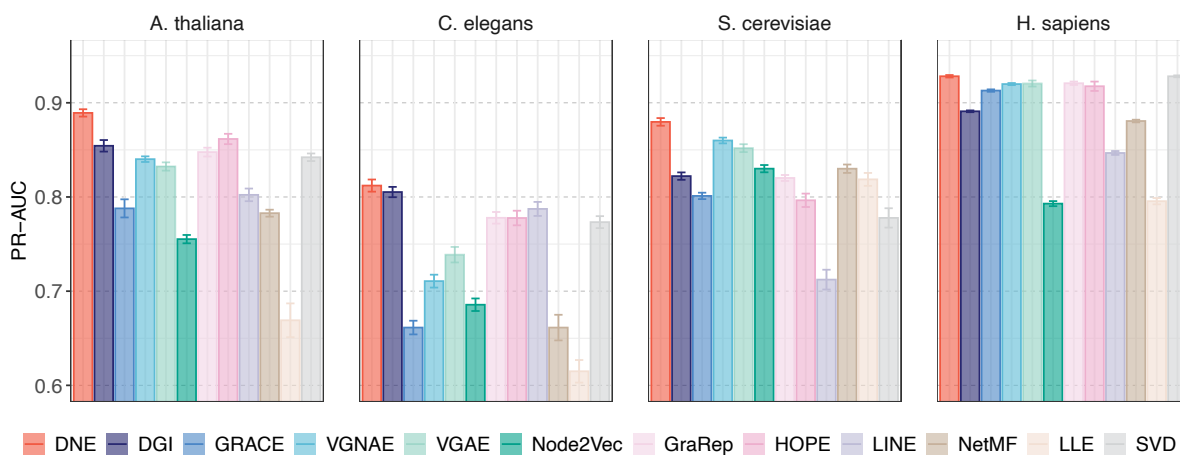 A. thaliana
C. elegans
S. cerevisiae
H. sapiens
PR−AUC
0.9
0.8
0.7
0.6
DNE DGI GRACE VGNAE VGAE Node2Vec GraRep HOPE LINE NetMF LLE SVD